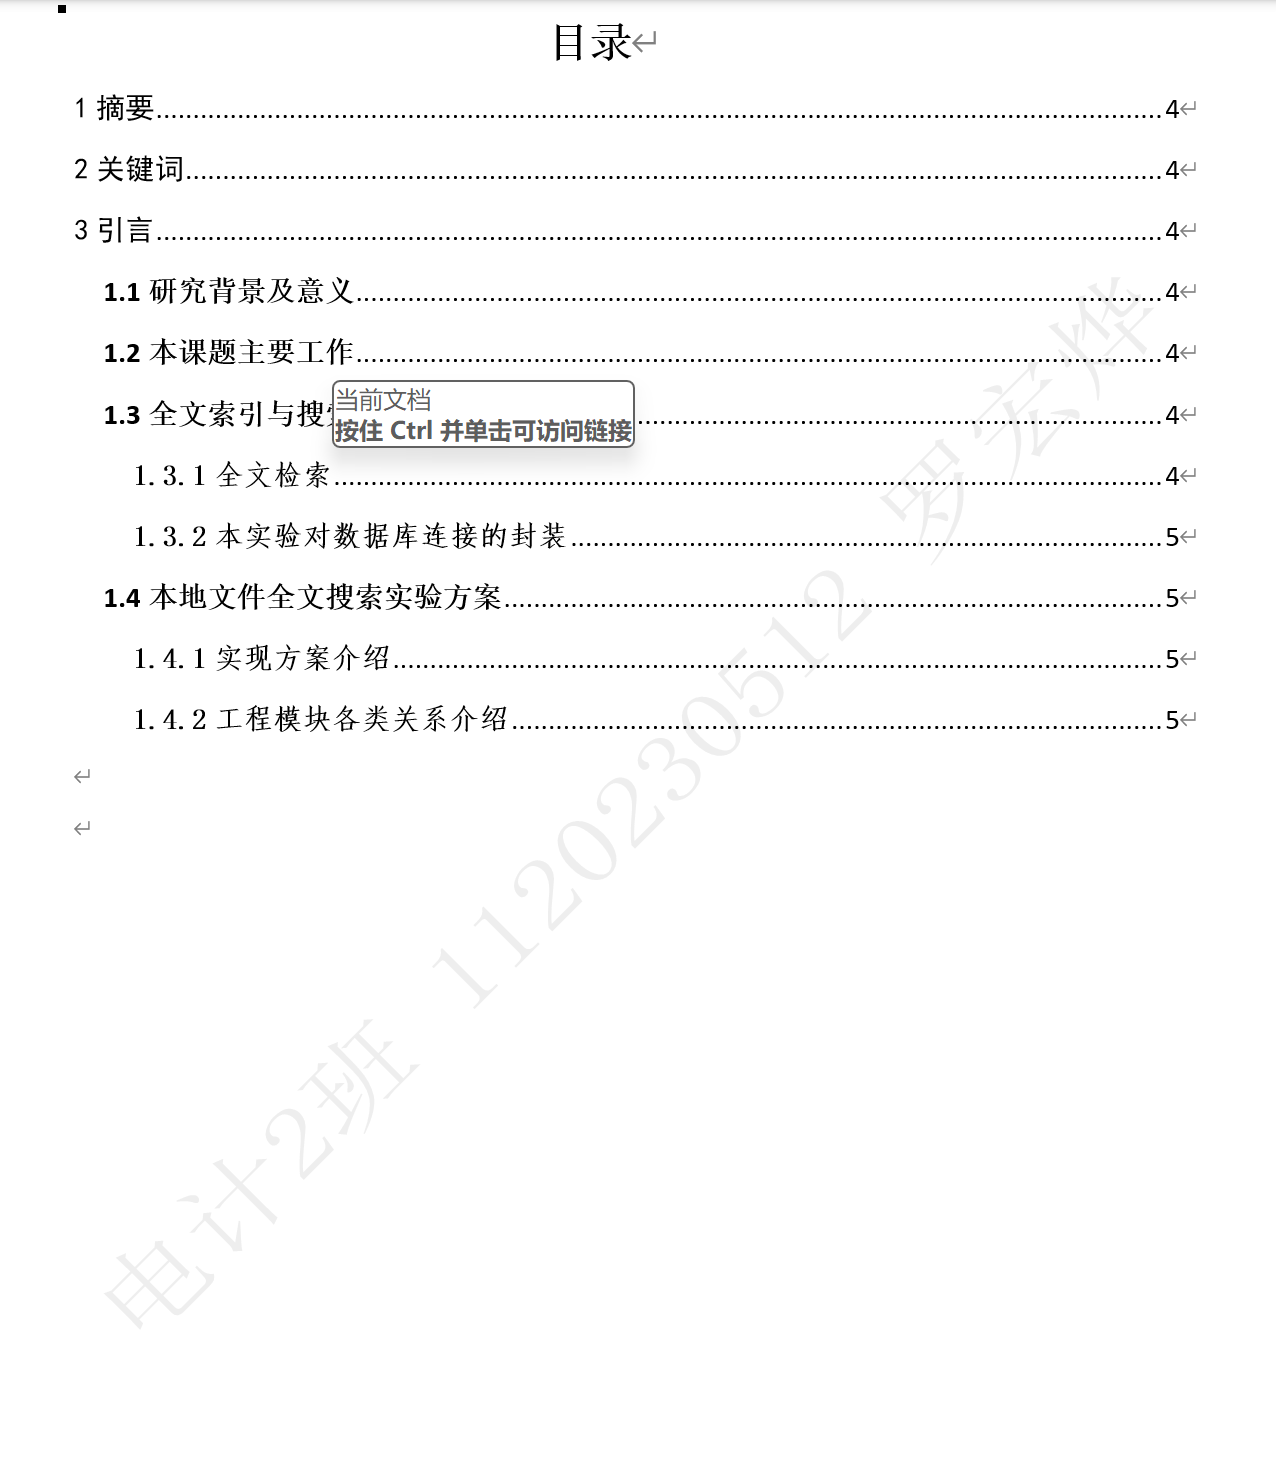 目录
1 摘要 4
2 关键词 4
3 引言 4
1.1 研究背景及意义 4
1.2 本课题主要工作 4
1.3 全文索引与搜 4
当前文档
按住 Ctrl 并单击可访问链接
1.3.1 全文检索 4
1.3.2 本实验对数据库连接的封装 5
1.4 本地文件全文搜索实验方案 5
1.4.1 实现方案介绍 5
1.4.2 工程模块各类关系介绍 5
电计2班 1120230512 罗宏烨